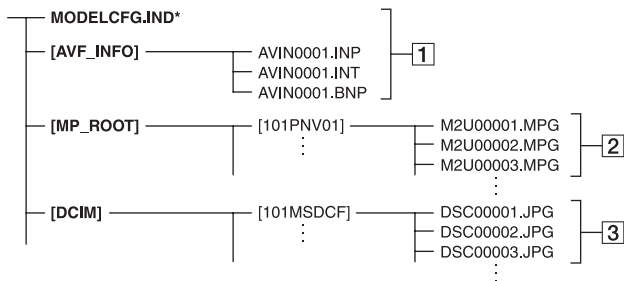 MODELCFG.IND*
[AVF_INFO] AVIN0001.INP
AVIN0001.INT
AVIN0001.BNP
1
[MP_ROOT] [101PNV01] M2U00001.MPG
M2U00002.MPG
M2U00003.MPG
2
[DCIM] [101MSDCF] DSC00001.JPG
DSC00002.JPG
DSC00003.JPG
3